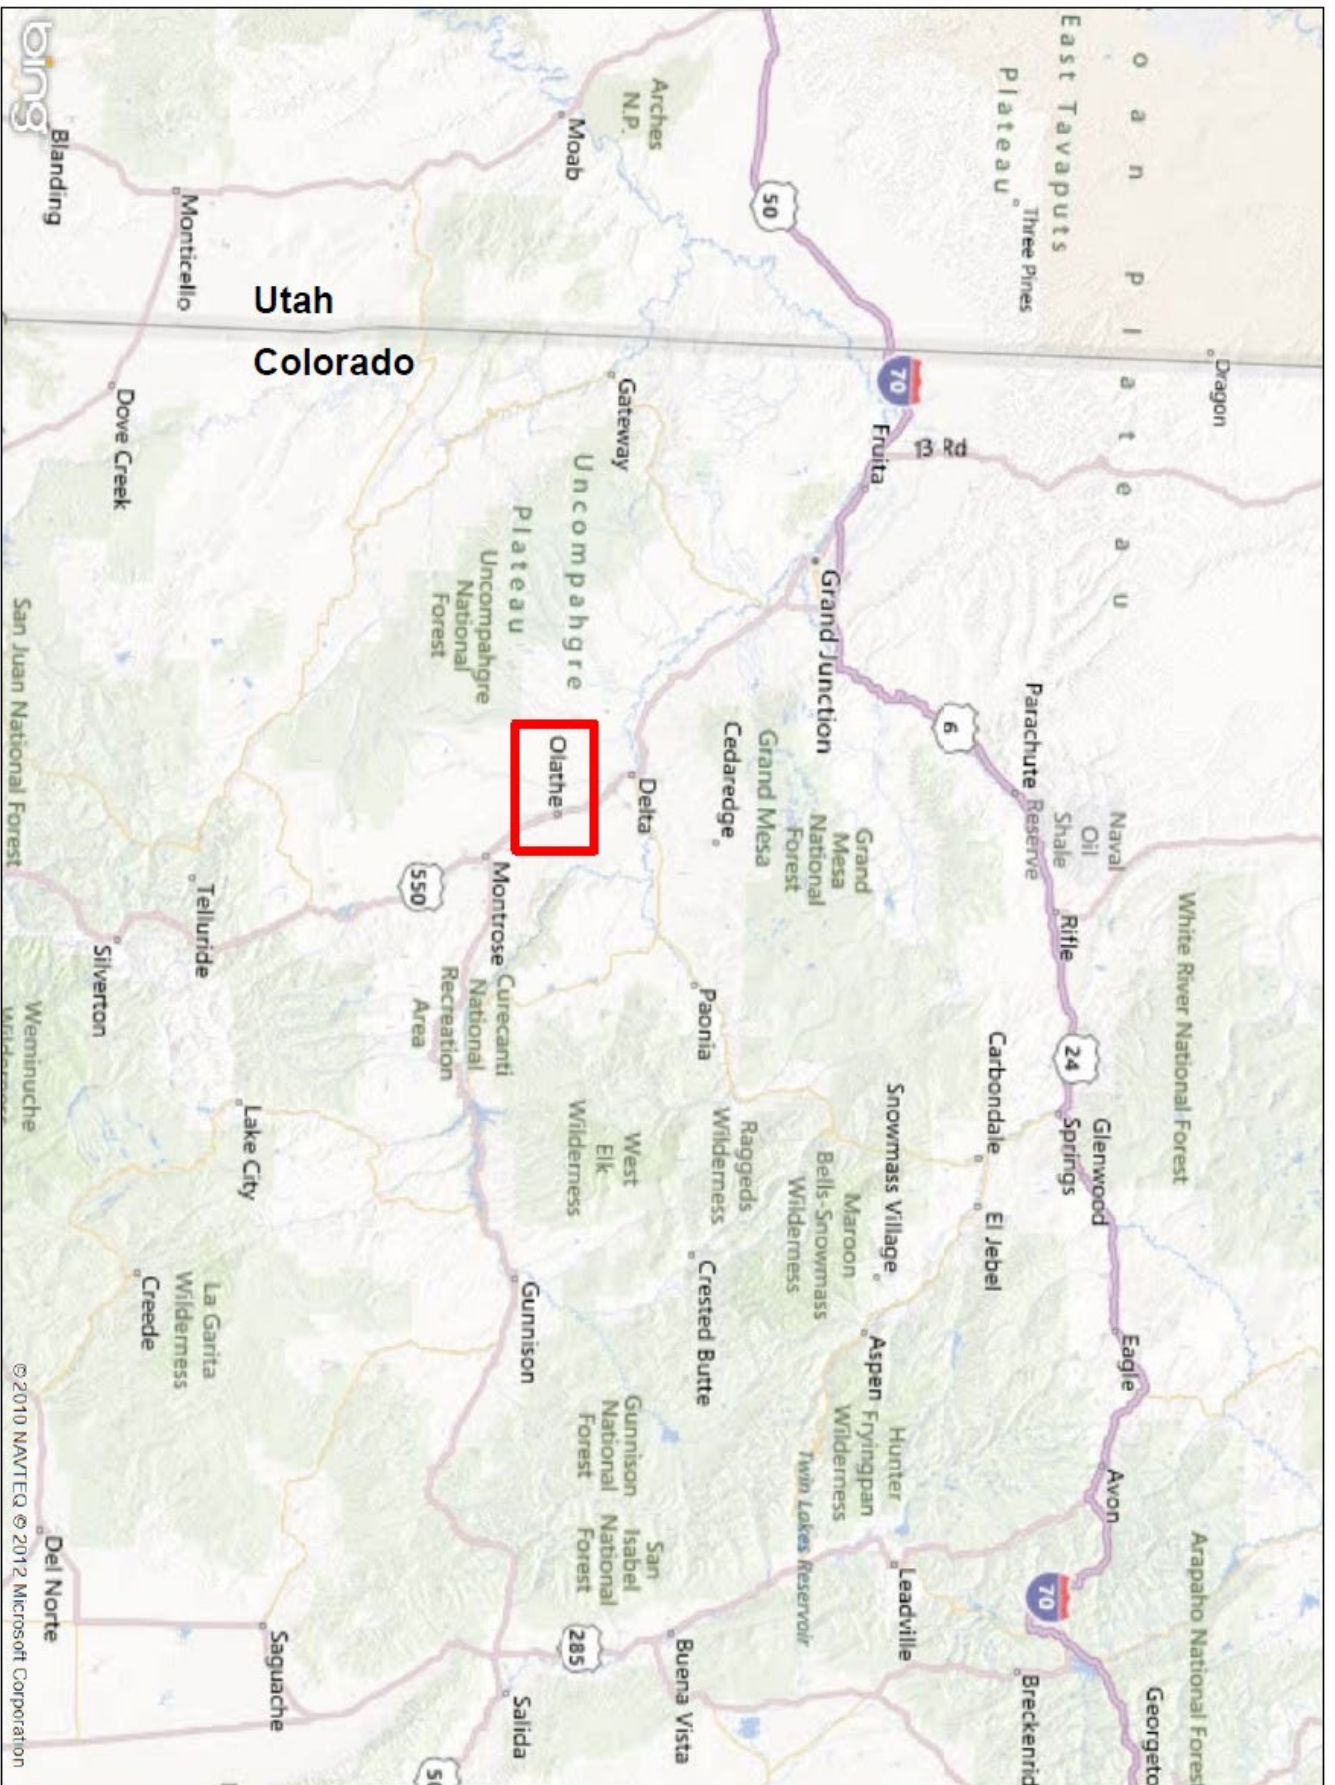 o a n P l a t e a u
East Tavaputs
Plateau
Three Pines
Dragon
Arches
N.P.
Moab
50
Blanding
Monticello
Utah
Colorado
Dove Creek
Gateway
70
Fruita
13 Rd
Uncompahgre
Plateau
Uncompahgre
National
Forest
Grand Junction
Parachute
6
Naval
Oil
Shale
Reserve
Grand Mesa
Cedaredge
Grand
Mesa
National
Forest
Olathe
Delta
Montrose
550
Telluride
Silverton
San Juan National Forest
Weminuche
White River National Forest
Rifle
24
Glenwood
Springs
Carbondale
El Jebel
Snowmass Village
Paonia
Curecanti
National
Recreation
Area
Raggeds
Wilderness
Maroon
Bells-Snowmass
Wilderness
West
Elk
Wilderness
Lake City
Crested Butte
Gunnison
Creede
La Garita
Wilderness
Eagle
Avon
Aspen
Hunter
Fryingpan
Wilderness
Twin Lakes Reservoir
Gunnison
National
Forest
San
Isabel
National
Forest
Leadville
70
Arapaho National Fores
Georgeto
Breckenrid
Buena Vista
285
Salida
Saguache
Del Norte
bing
©2010 NAVTEQ © 2012 Microsoft Corporation